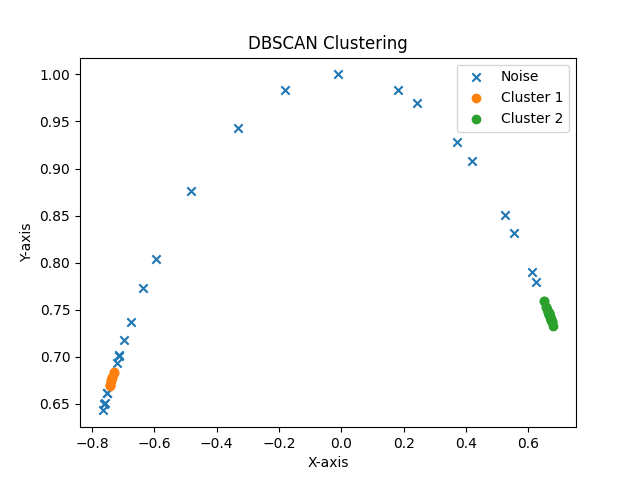 DBSCAN Clustering
Noise
Cluster 1
Cluster 2
1.00
0.95
0.90
0.85
0.80
0.75
0.70
0.65
Y-axis
−0.8 −0.6 −0.4 −0.2 0.0 0.2 0.4 0.6
X-axis